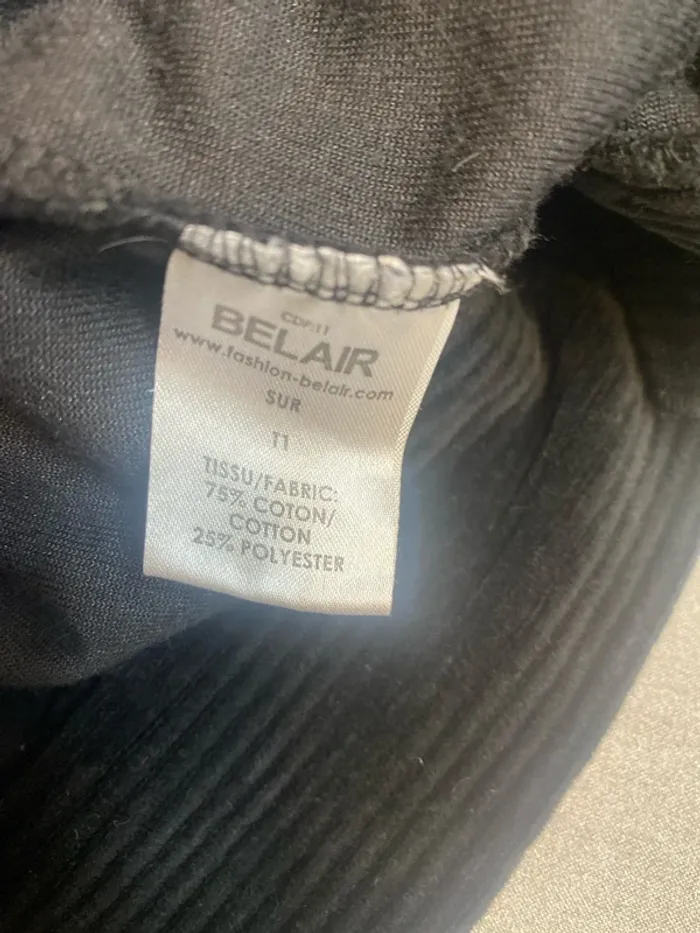 BELAIR
www.fashion-belair.com
SUR
T1
TISSU/FABRIC:
75% COTON/
COTTON
25% POLYESTER